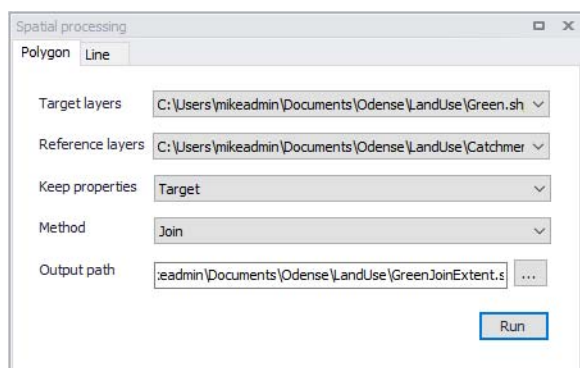 Spatial processing
Polygon Line
Target layers C:\Users\mikeadmin\Documents\Odense\LandUse\Green.sh
Reference layers C:\Users\mikeadmin\Documents\Odense\LandUse\Catchmer
Keep properties Target
Method Join
Output path :eadmin\Documents\Odense\LandUse\GreenJoinExtent.s ...
Run